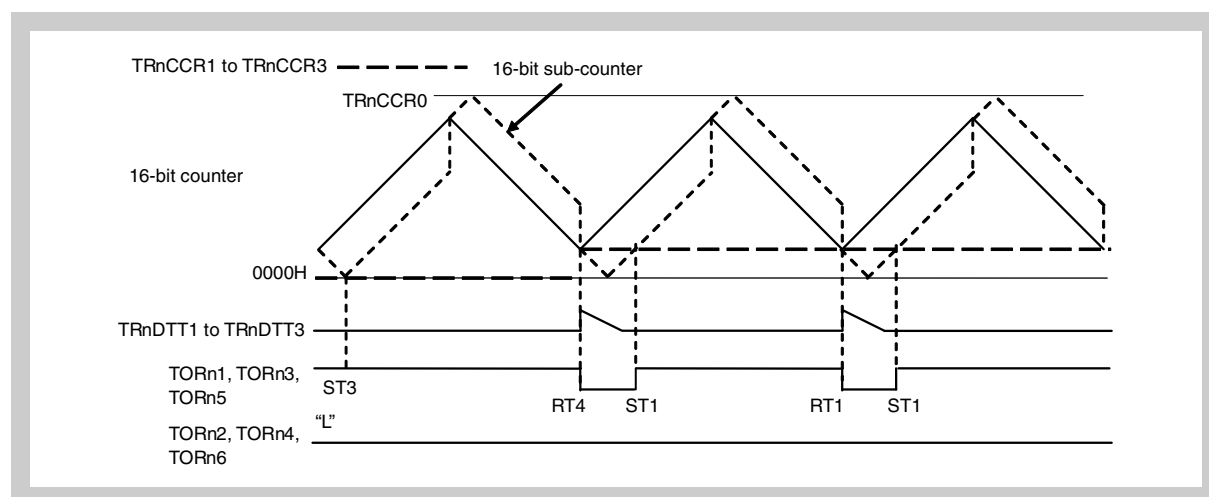 TRnCCR1 to TRnCCR3
16-bit sub-counter
TRnCCR0
16-bit counter
0000H
TRnDTT1 to TRnDTT3
TORn1, TORn3,
TORn5
ST3
RT4
ST1
RT1
ST1
“L”
TORn2, TORn4,
TORn6